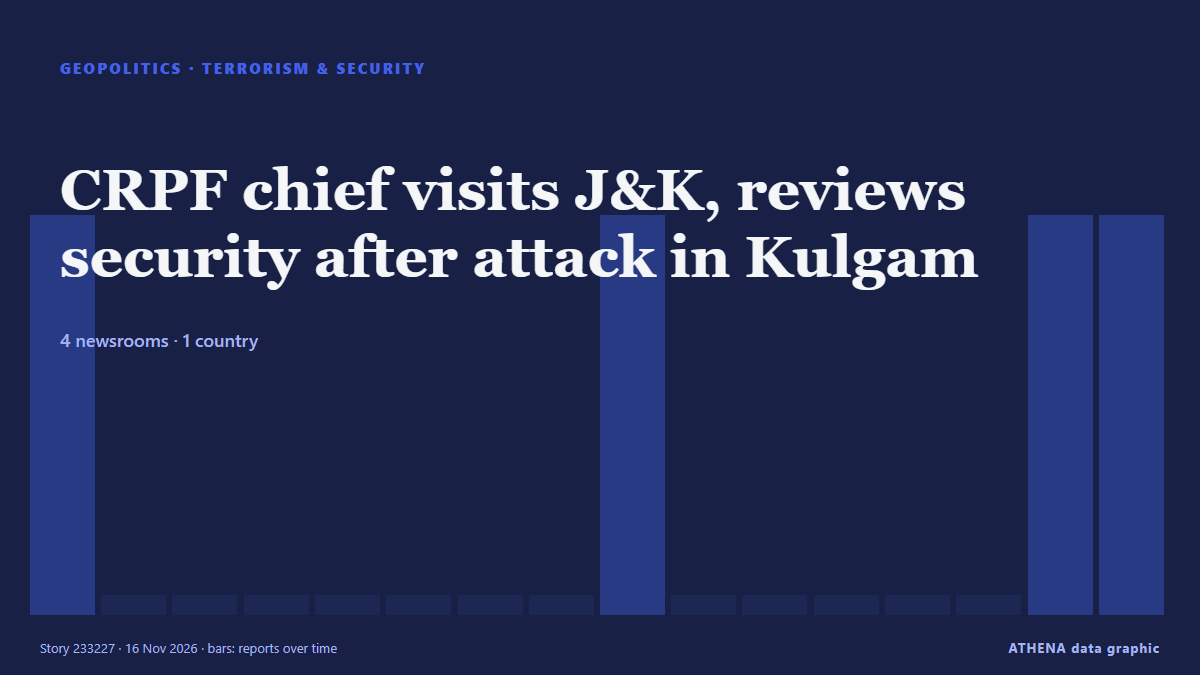 GEOPOLITICS · TERRORISM & SECURITY
CRPF chief visits J&K, reviews
security after attack in Kulgam
4 newsrooms · 1 country
Story 233227 · 16 Nov 2026 · bars: reports over time
ATHENA data graphic